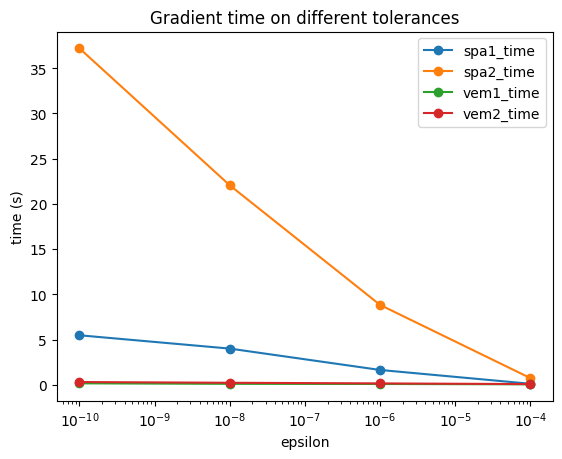 Gradient time on different tolerances
spa1_time
spa2_time
vem1_time
vem2_time
time (s)
35
30
25
20
15
10
5
0
10⁻¹⁰ 10⁻⁹ 10⁻⁸ 10⁻⁷ 10⁻⁶ 10⁻⁵ 10⁻⁴
epsilon